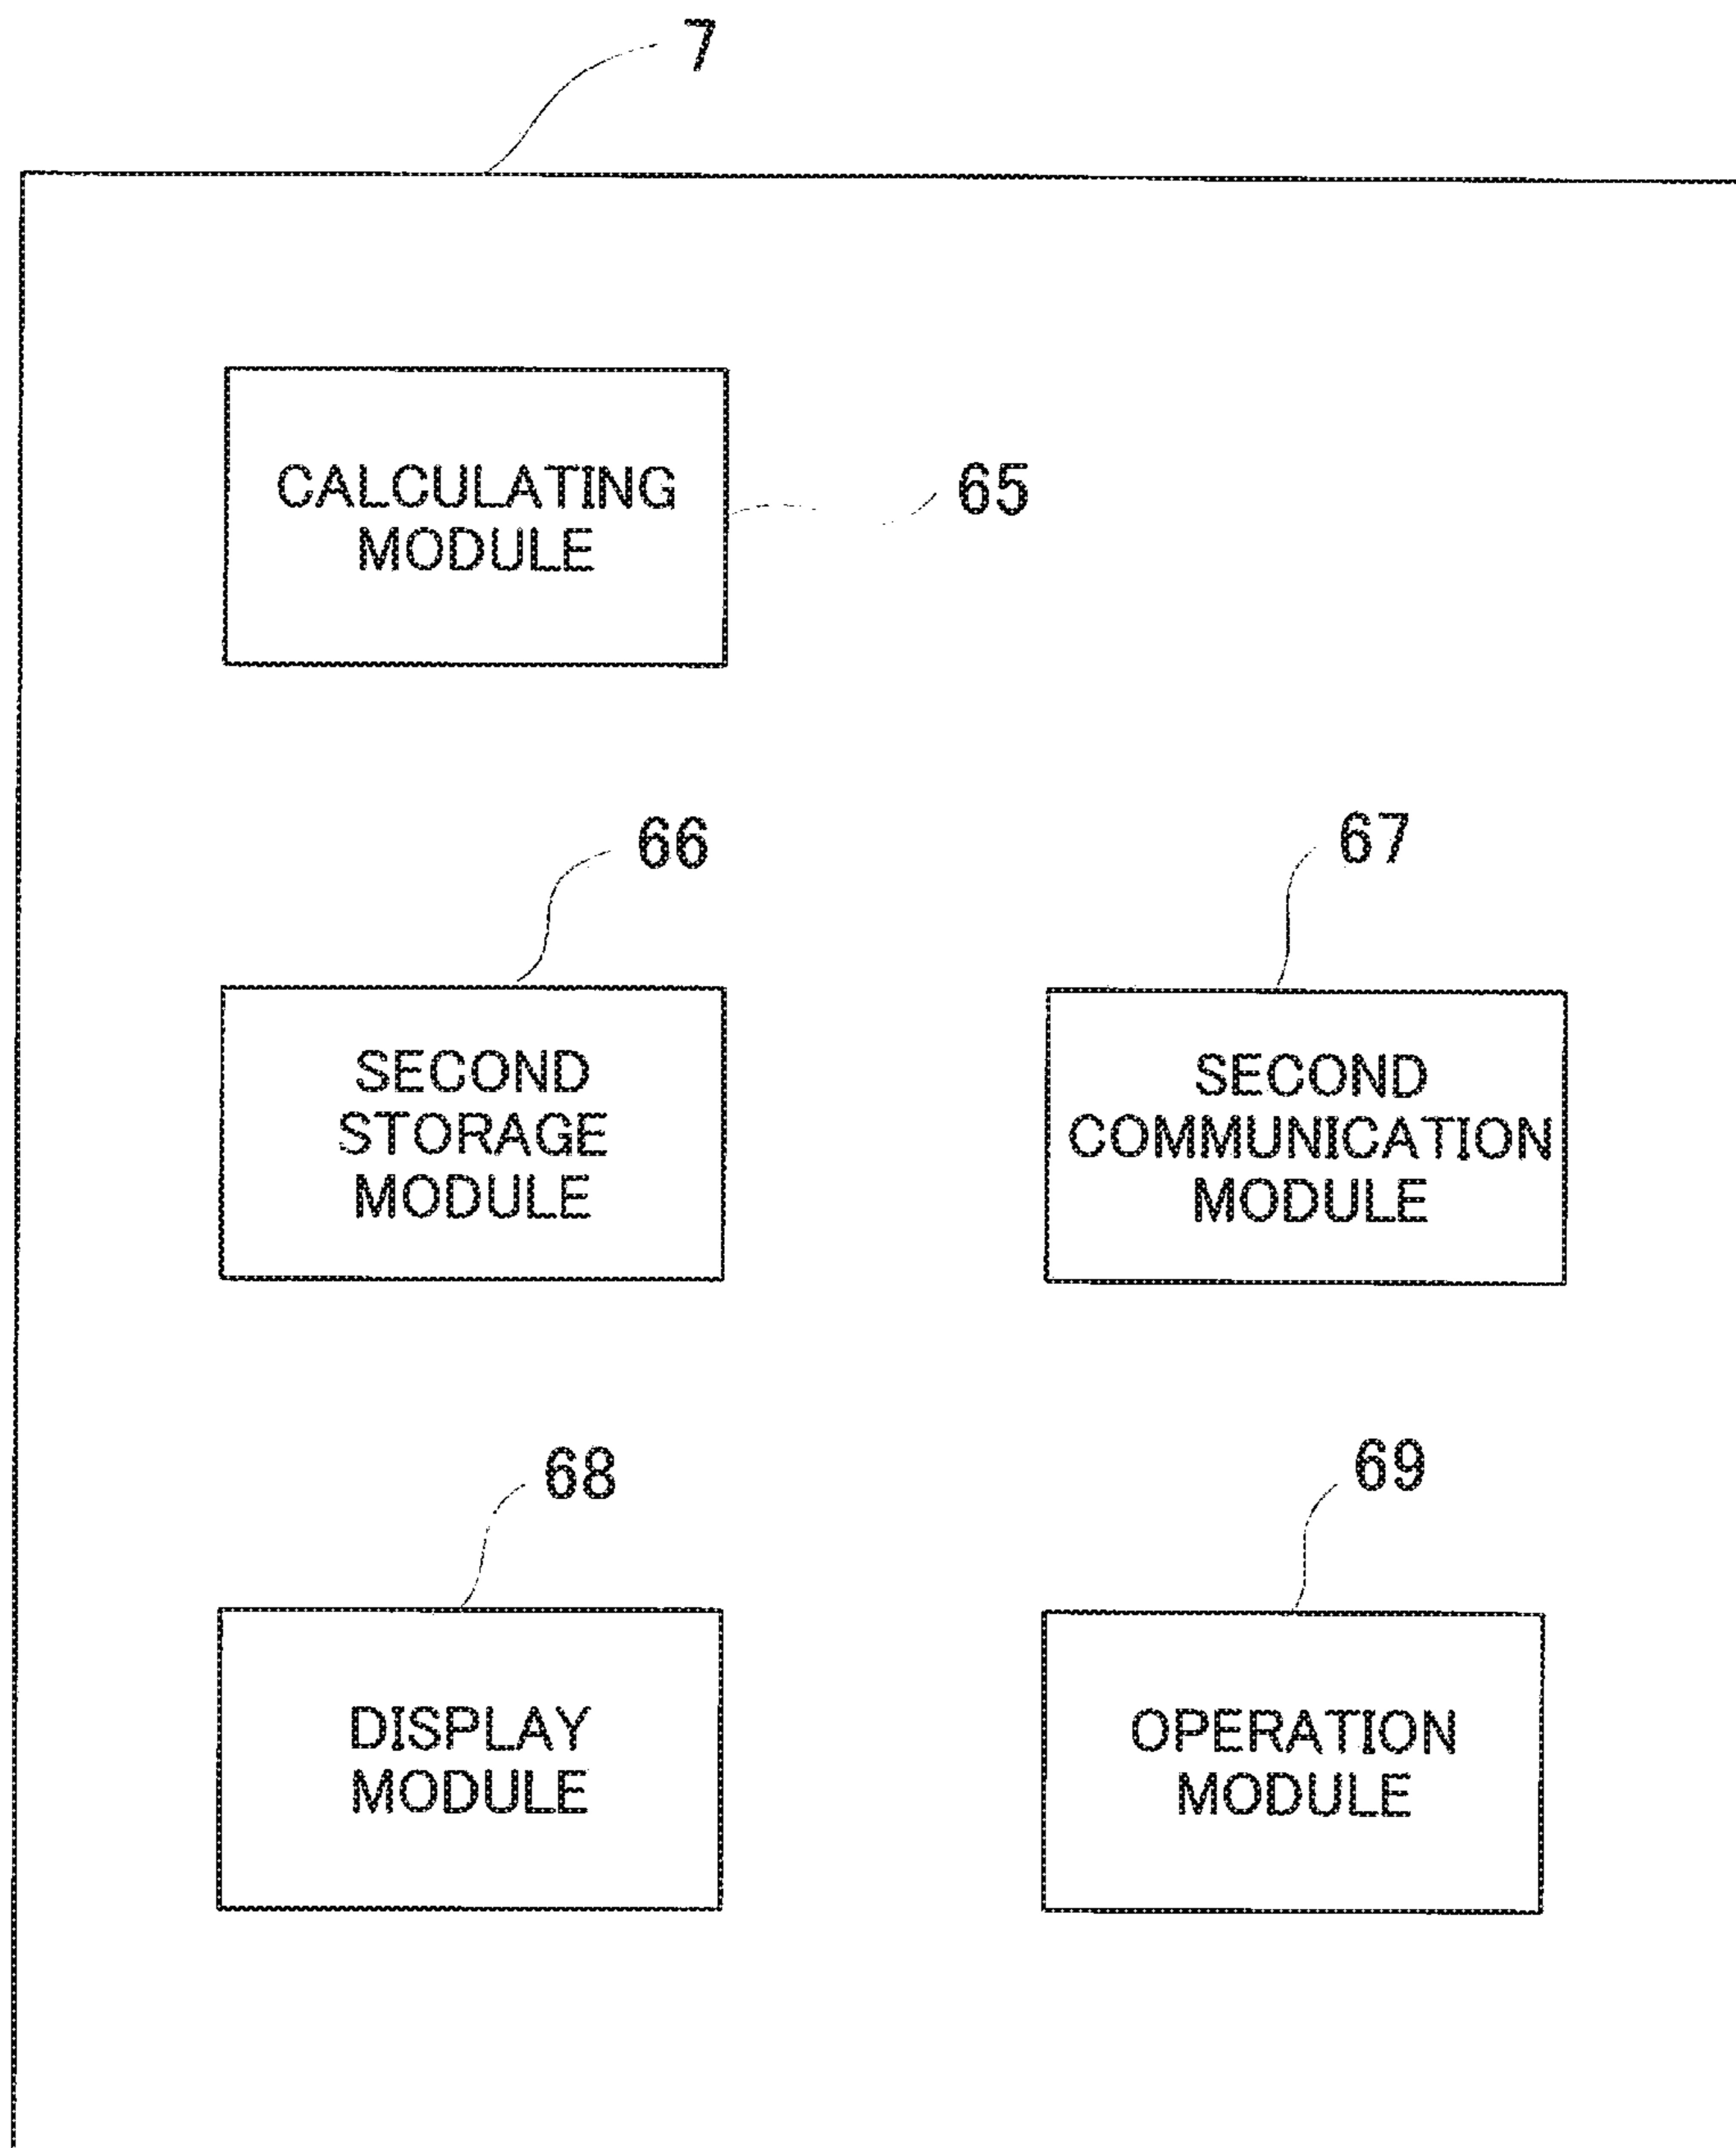 7
CALCULATING
MODULE
65
66
67
SECOND
STORAGE
MODULE
SECOND
COMMUNICATION
MODULE
68
69
DISPLAY
MODULE
OPERATION
MODULE